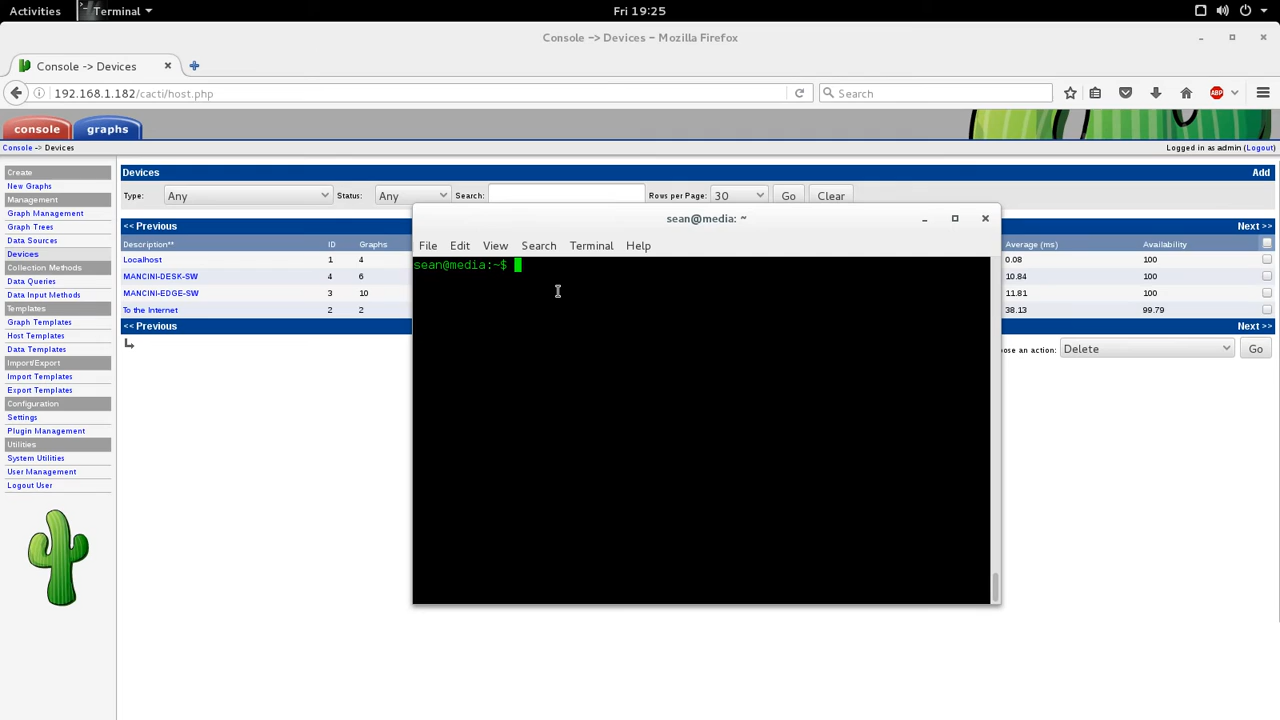 Activities Terminal Fri 19:25
Console -> Devices - Mozilla Firefox
Console -> Devices
192.168.1.182/cacti/host.php Search ABP
console graphs
Console -> Devices Logged in as admin (Logout)
Create
New Graphs
Management
Graph Management
Graph Trees
Data Sources
Devices
Collection Methods
Data Queries
Data Input Methods
Templates
Graph Templates
Host Templates
Data Templates
Import/Export
Import Templates
Export Templates
Configuration
Settings
Plugin Management
Utilities
System Utilities
User Management
Logout User
Devices Add
Type: Any Status: Any Search: Rows per Page: 30 Go Clear
<< Previous Next >>
Description** ID Graphs Average (ms) Availability
Localhost 1 4 0.08 100
MANCINI-DESK-SW 4 6 10.84 100
MANCINI-EDGE-SW 3 10 11.81 100
To the Internet 2 2 38.13 99.79
<< Previous Next >>
ose an action: Delete Go
sean@media: ~
File Edit View Search Terminal Help
sean@media:~$